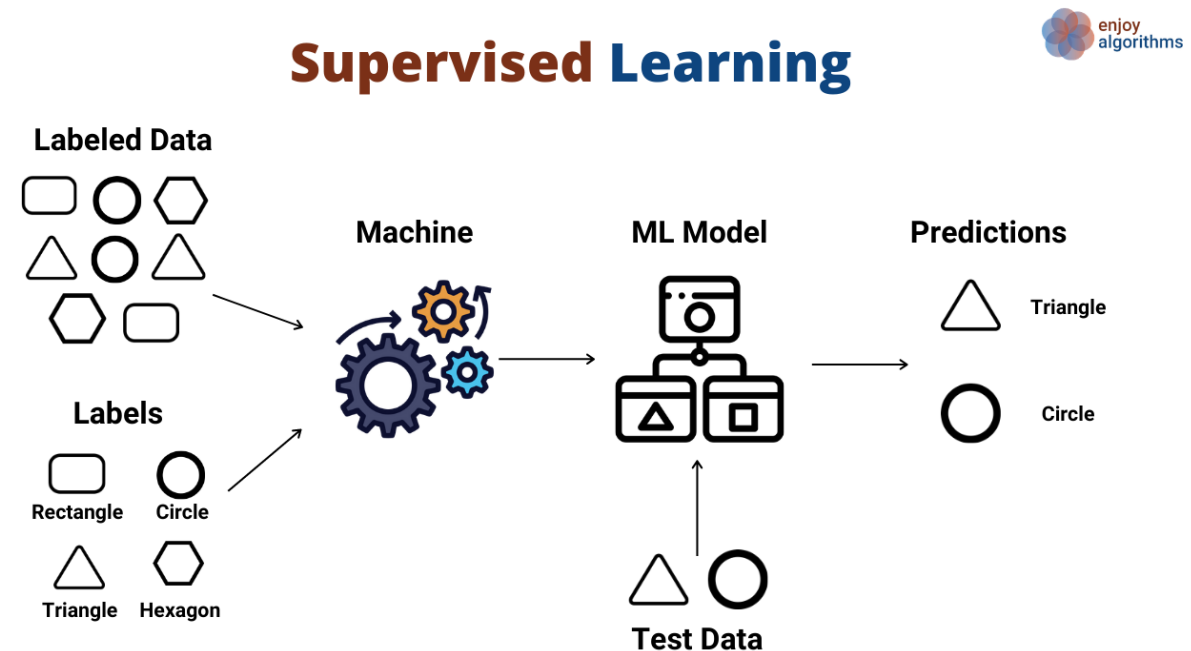 enjoy
algorithms
Supervised Learning
Labeled Data
Machine
ML Model
Predictions
Triangle
Circle
Labels
Rectangle
Circle
Triangle
Hexagon
Test Data